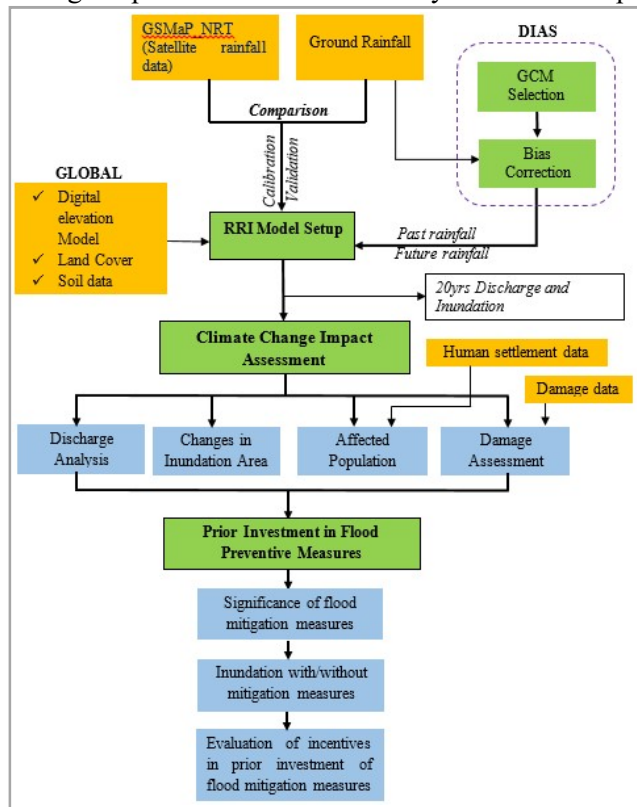 GSMaP_NRT
(Satellite rainfall
data)
Ground Rainfall
DIAS
GCM
Selection
Comparison
Bias
Correction
Calibration
Validation
GLOBAL
✓ Digital
elevation
Model
✓ Land Cover
✓ Soil data
RRI Model Setup
Past rainfall
Future rainfall
20yrs Discharge and
Inundation
Climate Change Impact
Assessment
Human settlement data
Damage data
Discharge
Analysis
Changes in
Inundation Area
Affected
Population
Damage
Assessment
Prior Investment in Flood
Preventive Measures
Significance of flood
mitigation measures
Inundation with/without
mitigation measures
Evaluation of incentives
in prior investment of
flood mitigation measures